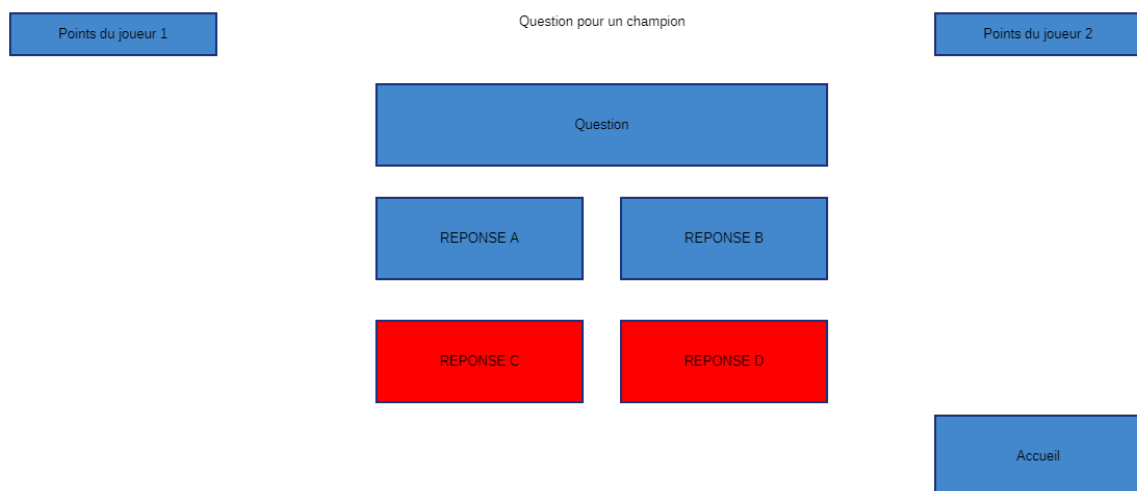 Points du joueur 1
Question pour un champion
Points du joueur 2
Question
REPONSE A
REPONSE B
REPONSE C
REPONSE D
Accueil